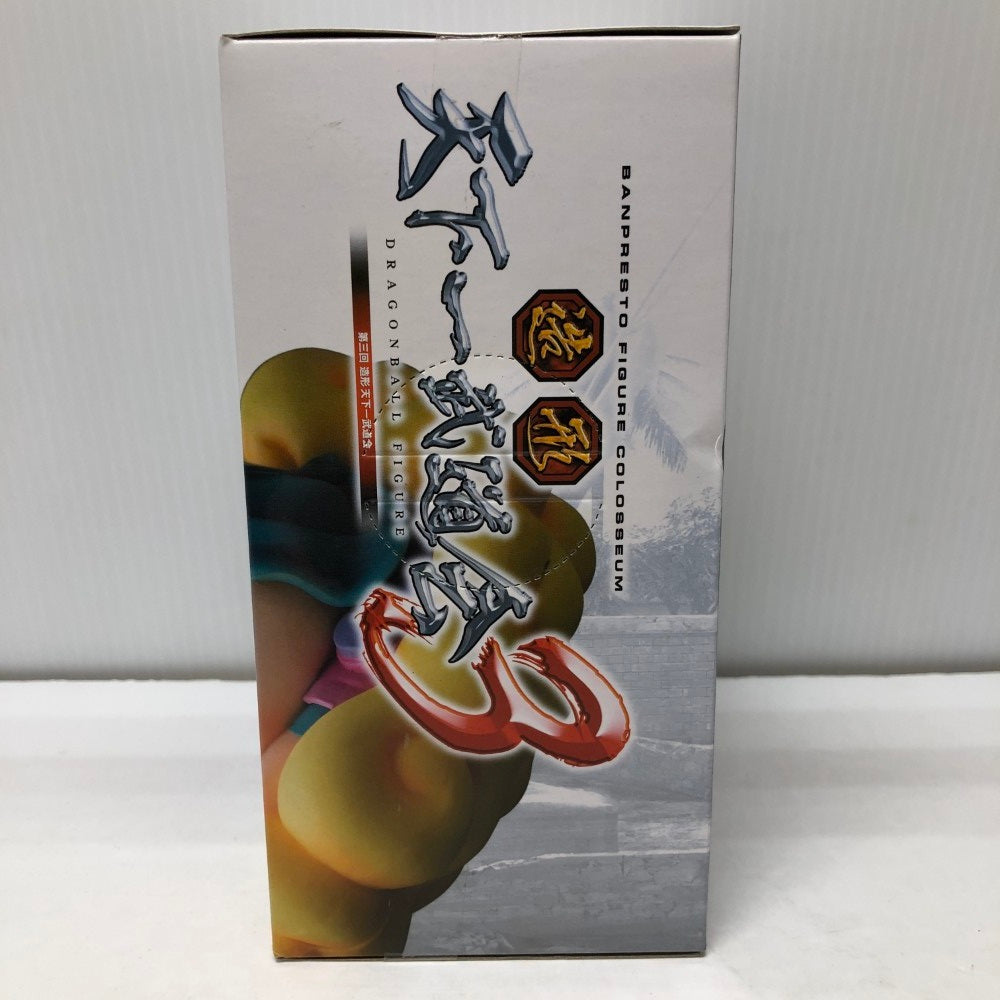 BANPRESTO FIGURE COLOSSEUM
造形
天下一武道会3
DRAGONBALL FIGURE
第三回 造形天下一武道会、